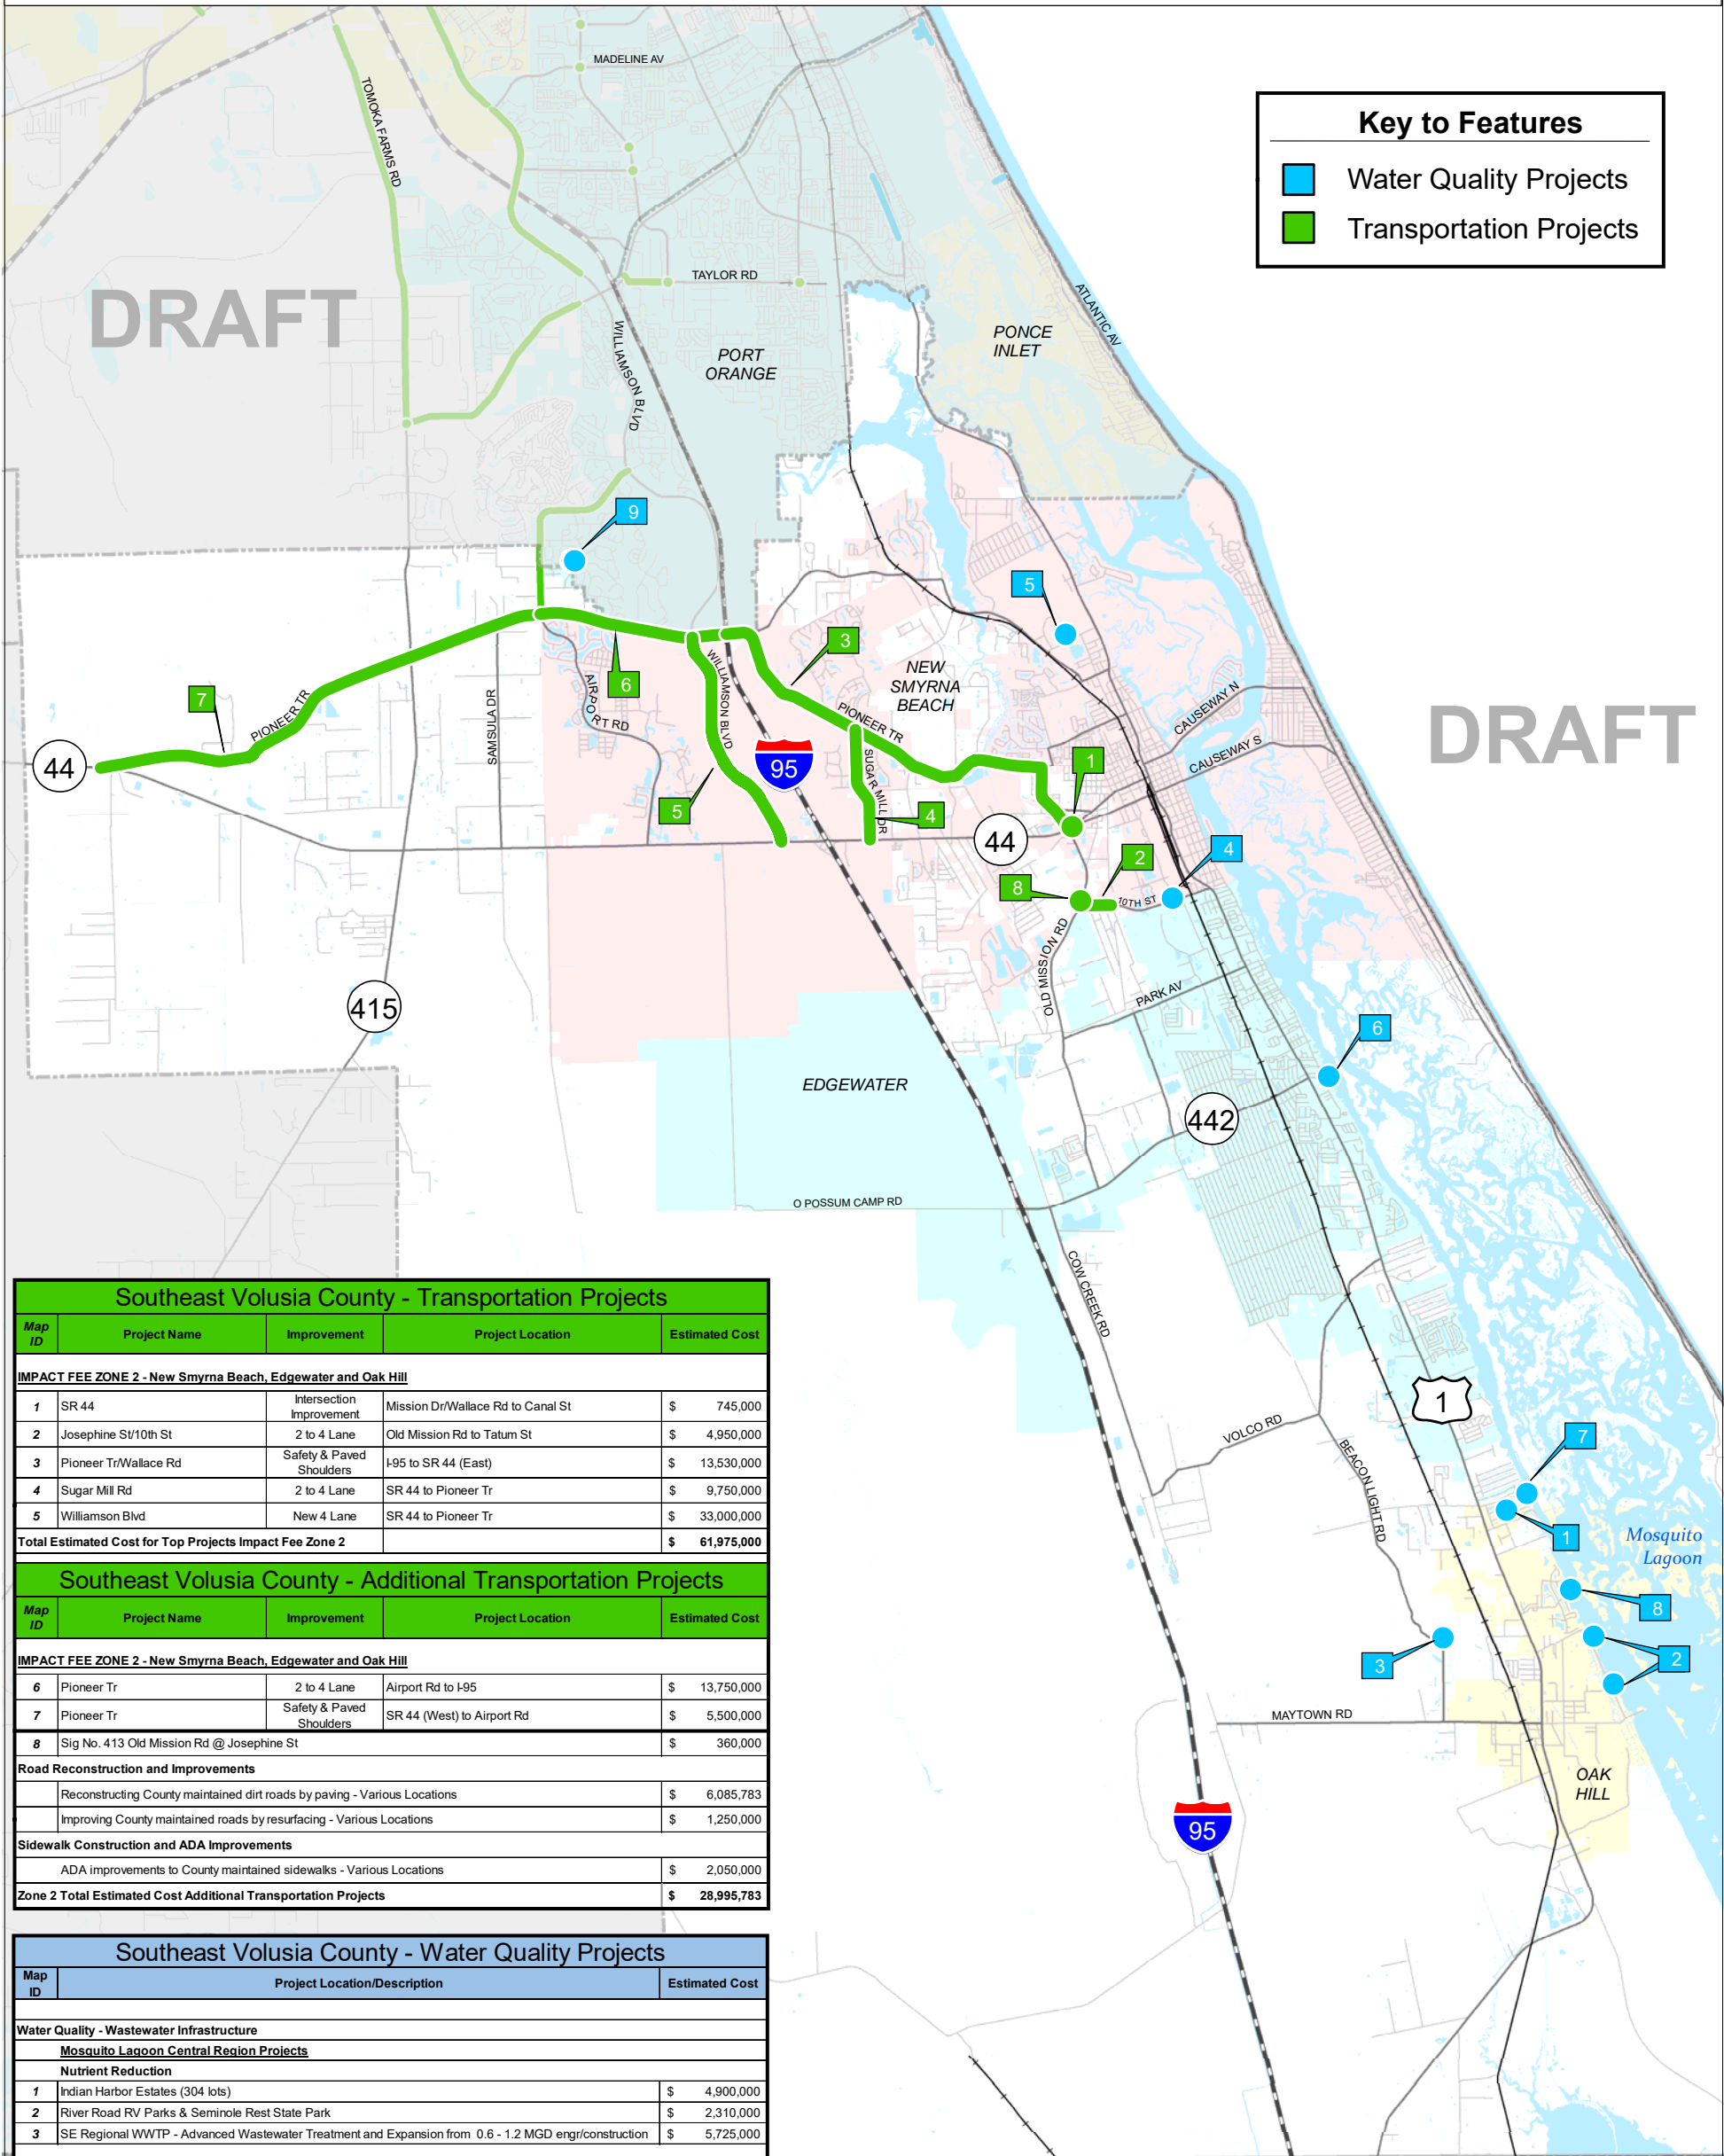 Key to Features
Water Quality Projects
Transportation Projects
DRAFT
DRAFT
MADELINE AV
TOMOKA FARMS RD
TAYLOR RD
WILLIAMSON BLVD
PORT
ORANGE
PONCE
INLET
ATLANTIC AV
9
5
3
NEW
SMYRNA
BEACH
6
7
PIONEER TR
SAMSULA DR
AIRPORT RD
WILLIAMSON BLVD
PIONEER TR
SUGAR MILL DR
CAUSEWAY N
CAUSEWAY S
44
95
1
5
4
44
2
4
8
10TH ST
OLD MISSION RD
PARK AV
415
6
EDGEWATER
442
O POSSUM CAMP RD
COW CREEK RD
1
VOLCO RD
BEACON LIGHT RD
7
1
Mosquito
Lagoon
8
2
3
MAYTOWN RD
OAK
HILL
95
Southeast Volusia County - Transportation Projects
Map ID Project Name Improvement Project Location Estimated Cost
IMPACT FEE ZONE 2 - New Smyrna Beach, Edgewater and Oak Hill
1 SR 44 Intersection Improvement Mission Dr/Wallace Rd to Canal St $ 745,000
2 Josephine St/10th St 2 to 4 Lane Old Mission Rd to Tatum St $ 4,950,000
3 Pioneer Tr/Wallace Rd Safety & Paved Shoulders I-95 to SR 44 (East) $ 13,530,000
4 Sugar Mill Rd 2 to 4 Lane SR 44 to Pioneer Tr $ 9,750,000
5 Williamson Blvd New 4 Lane SR 44 to Pioneer Tr $ 33,000,000
Total Estimated Cost for Top Projects Impact Fee Zone 2 $ 61,975,000
Southeast Volusia County - Additional Transportation Projects
Map ID Project Name Improvement Project Location Estimated Cost
IMPACT FEE ZONE 2 - New Smyrna Beach, Edgewater and Oak Hill
6 Pioneer Tr 2 to 4 Lane Airport Rd to I-95 $ 13,750,000
7 Pioneer Tr Safety & Paved Shoulders SR 44 (West) to Airport Rd $ 5,500,000
8 Sig No. 413 Old Mission Rd @ Josephine St $ 360,000
Road Reconstruction and Improvements
Reconstructing County maintained dirt roads by paving - Various Locations $ 6,085,783
Improving County maintained roads by resurfacing - Various Locations $ 1,250,000
Sidewalk Construction and ADA Improvements
ADA improvements to County maintained sidewalks - Various Locations $ 2,050,000
Zone 2 Total Estimated Cost Additional Transportation Projects $ 28,995,783
Southeast Volusia County - Water Quality Projects
Map ID Project Location/Description Estimated Cost
Water Quality - Wastewater Infrastructure
Mosquito Lagoon Central Region Projects
Nutrient Reduction
1 Indian Harbor Estates (304 lots) $ 4,900,000
2 River Road RV Parks & Seminole Rest State Park $ 2,310,000
3 SE Regional WWTP - Advanced Wastewater Treatment and Expansion from 0.6 - 1.2 MGD engr/construction $ 5,725,000